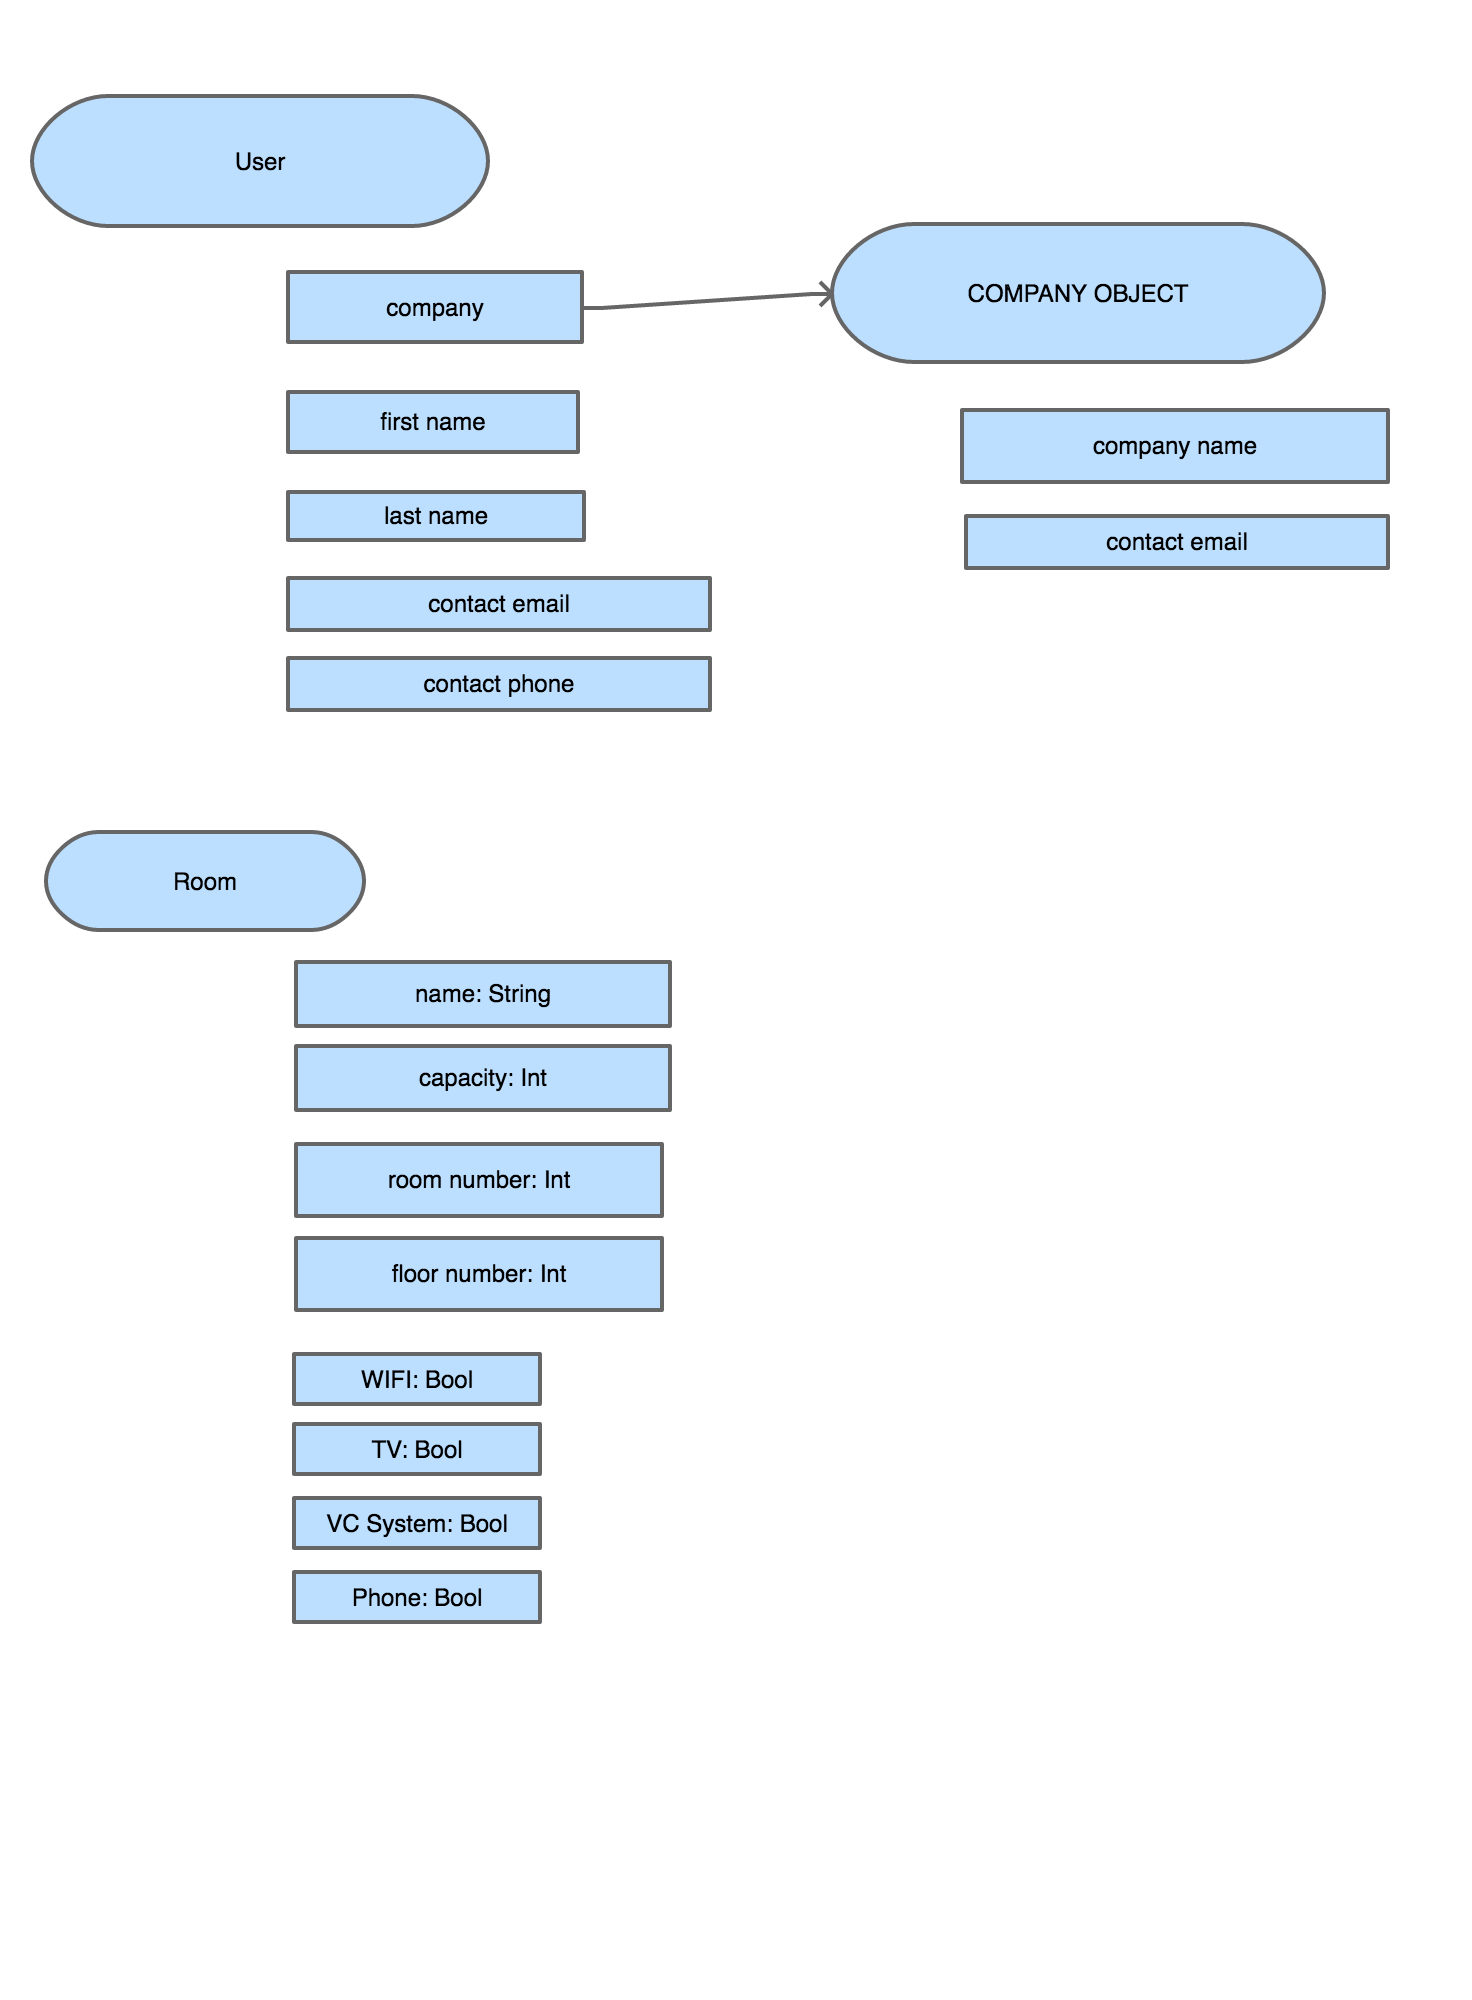 User
company
first name
last name
contact email
contact phone
COMPANY OBJECT
company name
contact email
Room
name: String
capacity: Int
room number: Int
floor number: Int
WIFI: Bool
TV: Bool
VC System: Bool
Phone: Bool